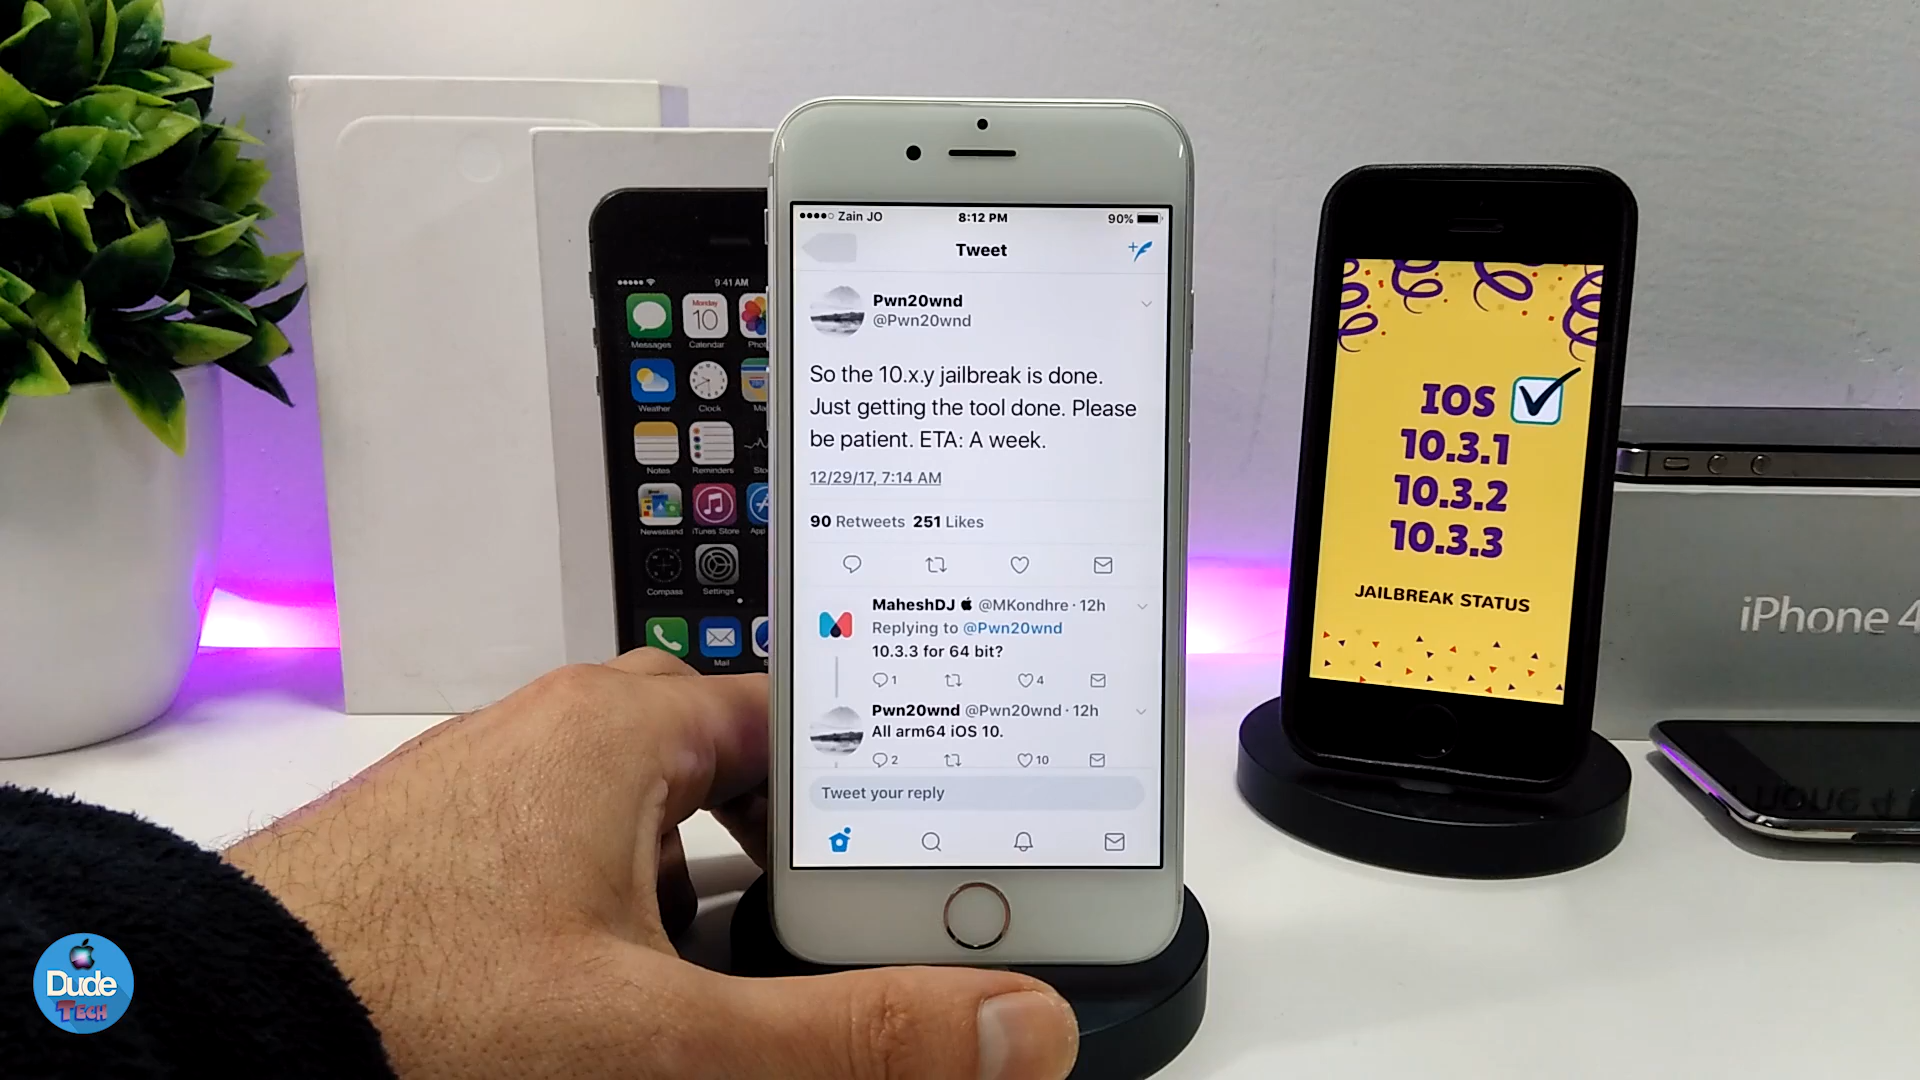 Zain JO 8:12 PM 90%
Tweet
Pwn20wnd
@Pwn20wnd
So the 10.x.y jailbreak is done.
Just getting the tool done. Please
be patient. ETA: A week.
12/29/17, 7:14 AM
90 Retweets 251 Likes
MaheshDJ @MKondhre · 12h
Replying to @Pwn20wnd
10.3.3 for 64 bit?
1 4
Pwn20wnd @Pwn20wnd · 12h
All arm64 iOS 10.
2 10
Tweet your reply
9:41 AM
Monday
10
Messages Calendar
Weather Clock
Notes Reminders
Newsstand iTunes Store App
Compass Settings
Mail
IOS
10.3.1
10.3.2
10.3.3
JAILBREAK STATUS
iPhone 4
Dude
TECH